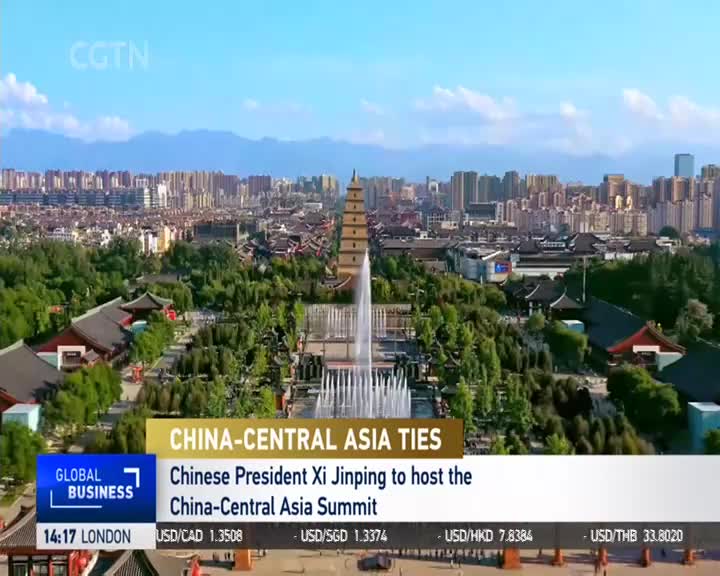 CGTN
CHINA-CENTRAL ASIA TIES
GLOBAL
BUSINESS
Chinese President Xi Jinping to host the
China-Central Asia Summit
14:17 LONDON
USD/CAD 1.3508 - USD/SGD 1.3374 - USD/HKD 7.8384 - USD/THB 33.8020